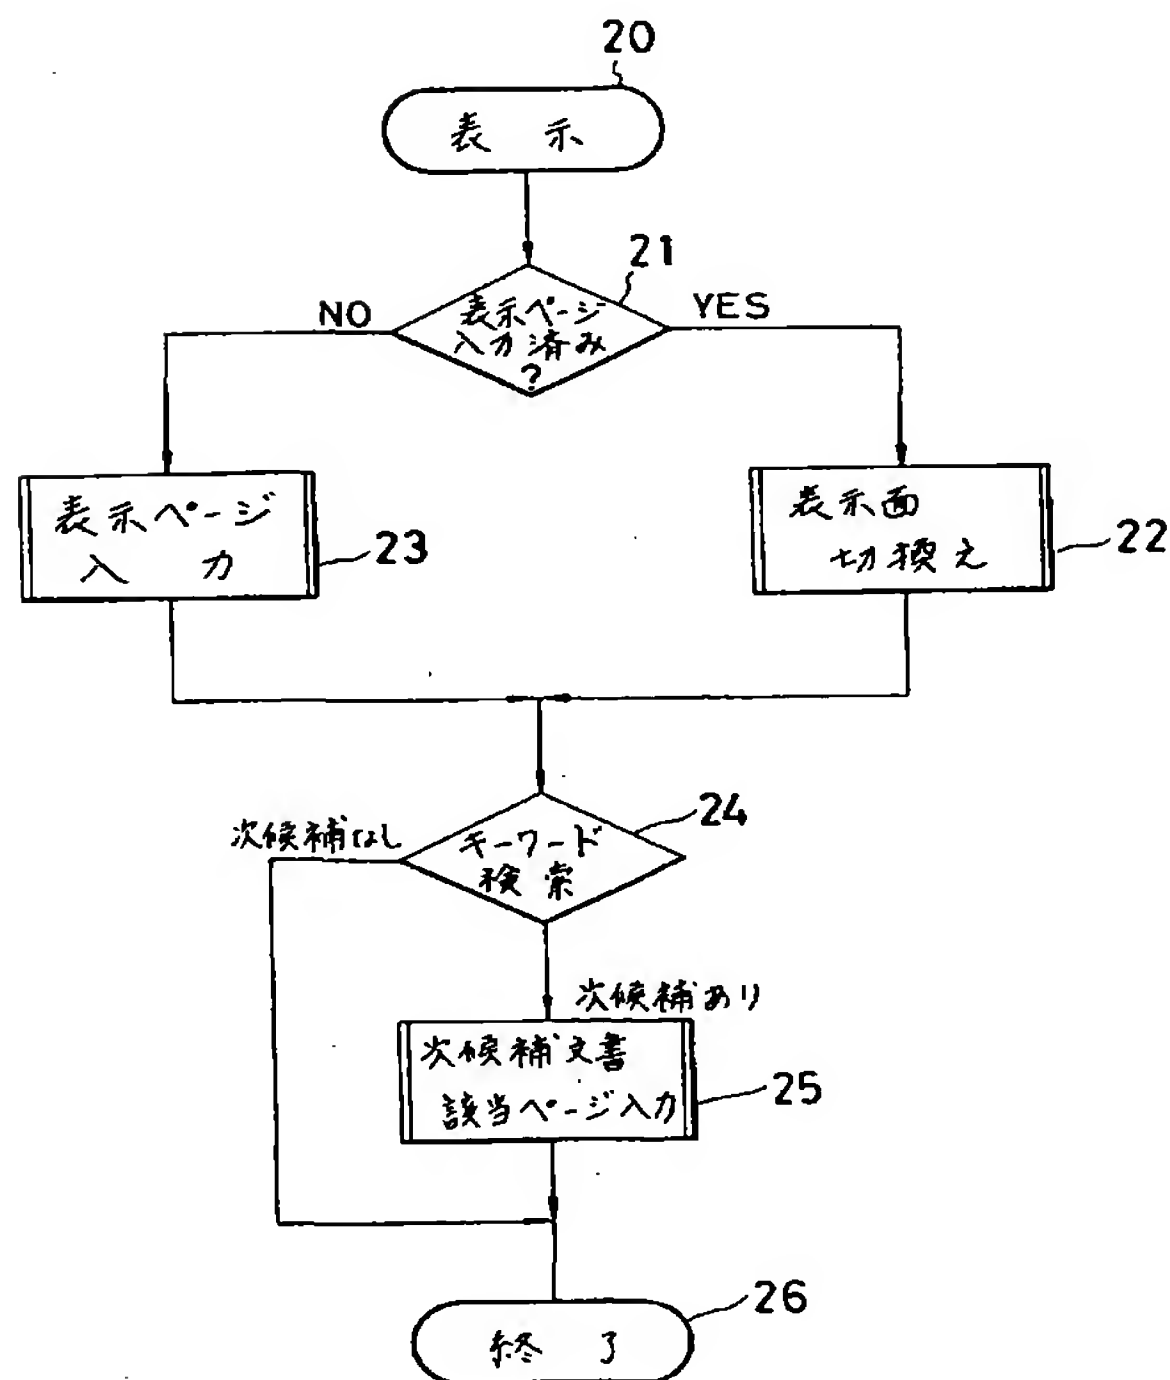 20
表 示
21
表示ページ
入力済み
?
NO
YES
表示ページ
入 力
23
表示面
切換え
22
24
キーワード
検索
次候補なし
次候補あり
次候補文書
該当ページ入力
25
26
終 了